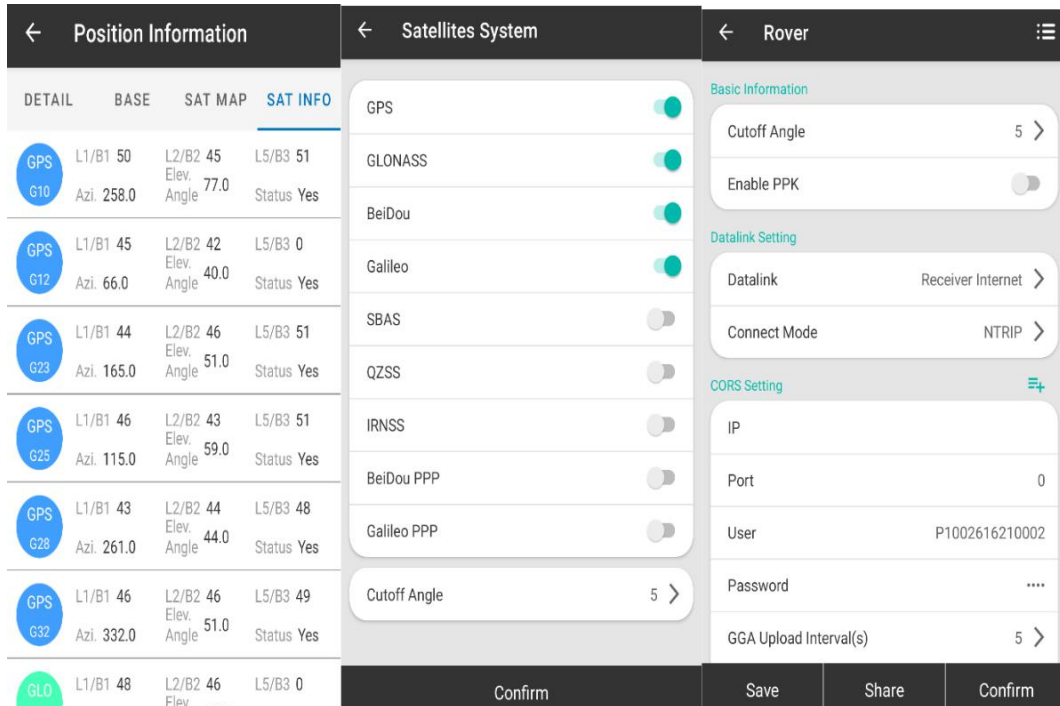 Position Information
DETAIL BASE SAT MAP SAT INFO
GPS G10 L1/B1 50 L2/B2 45 L5/B3 51
Azi. 258.0 Elev. Angle 77.0 Status Yes
GPS G12 L1/B1 45 L2/B2 42 L5/B3 0
Azi. 66.0 Elev. Angle 40.0 Status Yes
GPS G23 L1/B1 44 L2/B2 46 L5/B3 51
Azi. 165.0 Elev. Angle 51.0 Status Yes
GPS G25 L1/B1 46 L2/B2 43 L5/B3 51
Azi. 115.0 Elev. Angle 59.0 Status Yes
GPS G28 L1/B1 43 L2/B2 44 L5/B3 48
Azi. 261.0 Elev. Angle 44.0 Status Yes
GPS G32 L1/B1 46 L2/B2 46 L5/B3 49
Azi. 332.0 Elev. Angle 51.0 Status Yes
GLO L1/B1 48 L2/B2 46 L5/B3 0
Elev.
Satellites System
GPS
GLONASS
BeiDou
Galileo
SBAS
QZSS
IRNSS
BeiDou PPP
Galileo PPP
Cutoff Angle 5
Confirm
Rover
Basic Information
Cutoff Angle 5
Enable PPK
Datalink Setting
Datalink Receiver Internet
Connect Mode NTRIP
CORS Setting
IP
Port 0
User P1002616210002
Password ••••
GGA Upload Interval(s) 5
Save Share Confirm